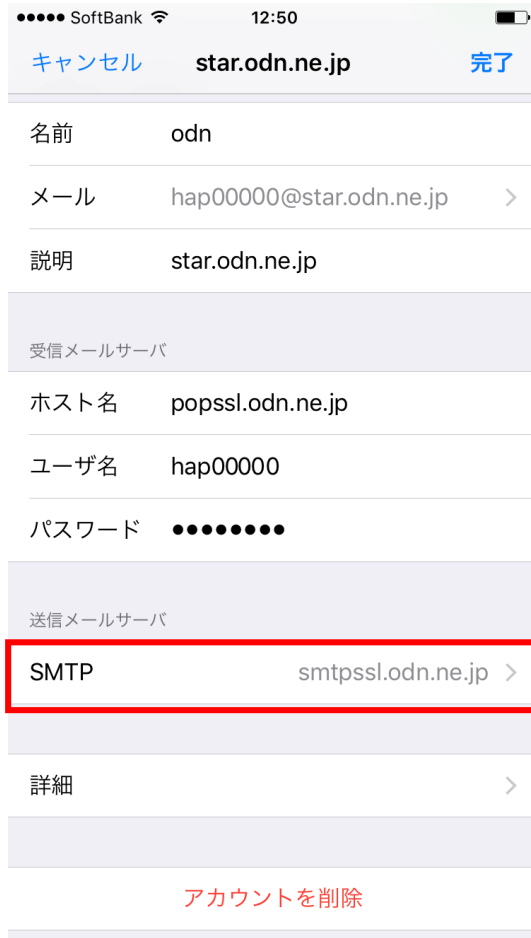 ●●●●● SoftBank 12:50
キャンセル star.odn.ne.jp 完了
名前 odn
メール hap00000@star.odn.ne.jp
説明 star.odn.ne.jp
受信メールサーバ
ホスト名 popssl.odn.ne.jp
ユーザ名 hap00000
パスワード ●●●●●●●●
送信メールサーバ
SMTP smtpssl.odn.ne.jp
詳細
アカウントを削除